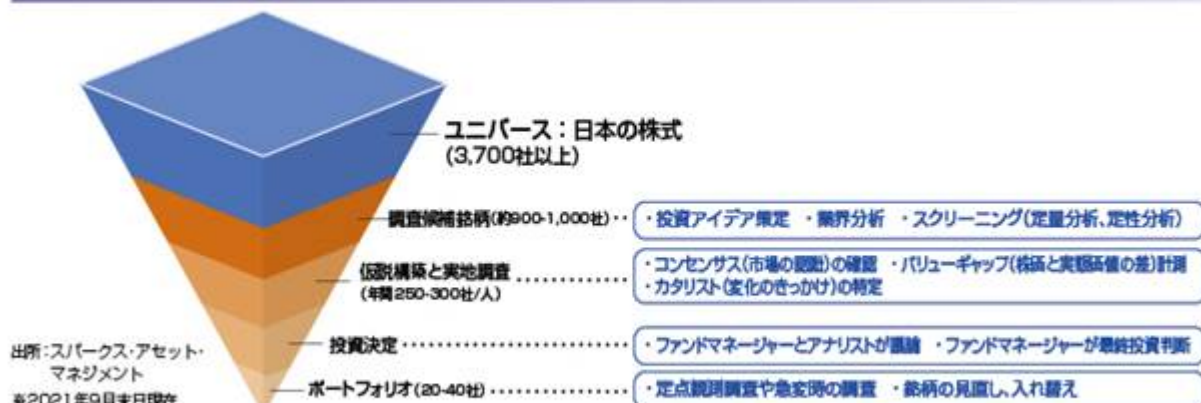 ユニバース：日本の株式
(3,700社以上)
調査候補銘柄(約900-1,000社)
・投資アイデア策定 ・業界分析 ・スクリーニング(定量分析、定性分析)
仮説構築と実地調査
(年間250-300社/人)
・コンセンサス(市場の認識)の確認 ・バリューギャップ(株価と実態価値の差)計測
・カタリスト(変化のきっかけ)の特定
投資決定
・ファンドマネージャーとアナリストが議論 ・ファンドマネージャーが最終投資判断
ポートフォリオ(20-40社)
・定点観測調査や急変時の調査 ・銘柄の見直し、入れ替え
出所：スパークス・アセット・
マネジメント
※2021年9月末日現在